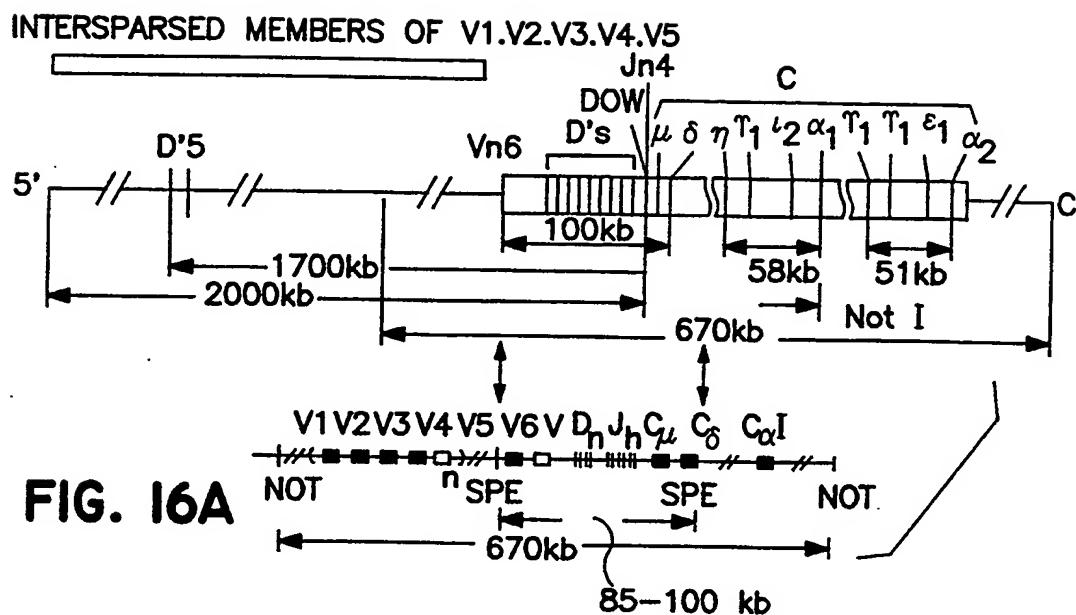 INTERSPARSED MEMBERS OF V1.V2.V3.V4.V5
Jn4
DOW
C
D's
μ δ η ϒ1 ι2 α1 ϒ1 ϒ1 ε1 α2
Vn6
D'5
5'
C
100kb
58kb
51kb
1700kb
2000kb
Not I
670kb
V1 V2 V3 V4 V5 V6 V Dn Jh Cμ Cδ CαI
n
NOT
SPE
SPE
NOT
FIG. 16A
670kb
85-100 kb